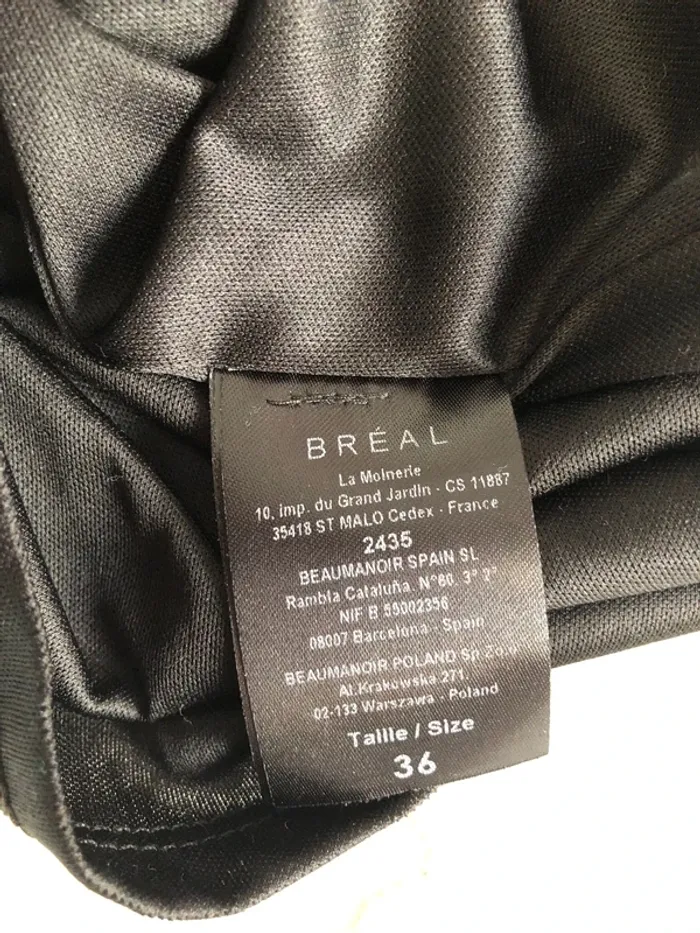 BRÉAL
La Moinerie
10, imp. du Grand Jardin - CS 11887
35418 ST MALO Cedex - France
2435
BEAUMANOIR SPAIN SL
Rambla Cataluña, N°60, 3° 2°
NIF B 55002356
08007 Barcelona - Spain
BEAUMANOIR POLAND Sp Zo.o
Al.Krakowska 271,
02-133 Warszawa - Poland
Taille / Size
36